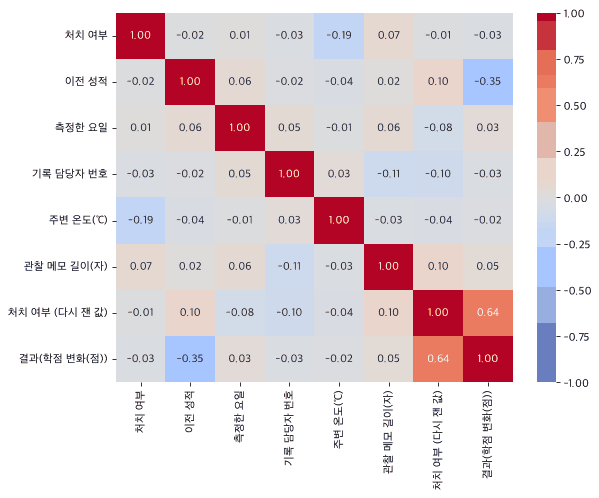 처치 여부 1.00 -0.02 0.01 -0.03 -0.19 0.07 -0.01 -0.03
이전 성적 -0.02 1.00 0.06 -0.02 -0.04 0.02 0.10 -0.35
측정한 요일 0.01 0.06 1.00 0.05 -0.01 0.06 -0.08 0.03
기록 담당자 번호 -0.03 -0.02 0.05 1.00 0.03 -0.11 -0.10 -0.03
주변 온도(℃) -0.19 -0.04 -0.01 0.03 1.00 -0.03 -0.04 -0.02
관찰 메모 길이(자) 0.07 0.02 0.06 -0.11 -0.03 1.00 0.10 0.05
처치 여부 (다시 잰 값) -0.01 0.10 -0.08 -0.10 -0.04 0.10 1.00 0.64
결과(학점 변화(점)) -0.03 -0.35 0.03 -0.03 -0.02 0.05 0.64 1.00
처치 여부
이전 성적
측정한 요일
기록 담당자 번호
주변 온도(℃)
관찰 메모 길이(자)
처치 여부 (다시 잰 값)
결과(학점 변화(점))
1.00
0.75
0.50
0.25
0.00
-0.25
-0.50
-0.75
-1.00